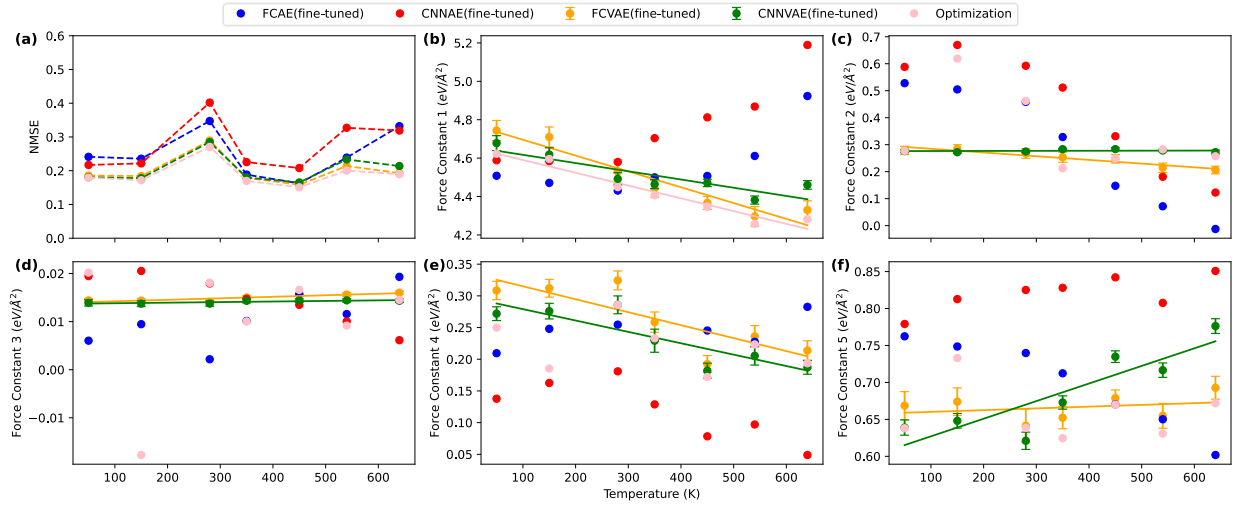 FCAE(fine-tuned) CNNAE(fine-tuned) FCVAE(fine-tuned) CNNVAE(fine-tuned) Optimization
(a)
NMSE
0.6
0.5
0.4
0.3
0.2
0.1
0.0
(b)
Force Constant 1 (eV/Å²)
5.2
5.0
4.8
4.6
4.4
4.2
(c)
Force Constant 2 (eV/Å²)
0.7
0.6
0.5
0.4
0.3
0.2
0.1
0.0
(d)
Force Constant 3 (eV/Å²)
0.02
0.01
0.00
−0.01
100 200 300 400 500 600
(e)
Force Constant 4 (eV/Å²)
0.35
0.30
0.25
0.20
0.15
0.10
0.05
100 200 300 400 500 600
Temperature (K)
(f)
Force Constant 5 (eV/Å²)
0.85
0.80
0.75
0.70
0.65
0.60
100 200 300 400 500 600